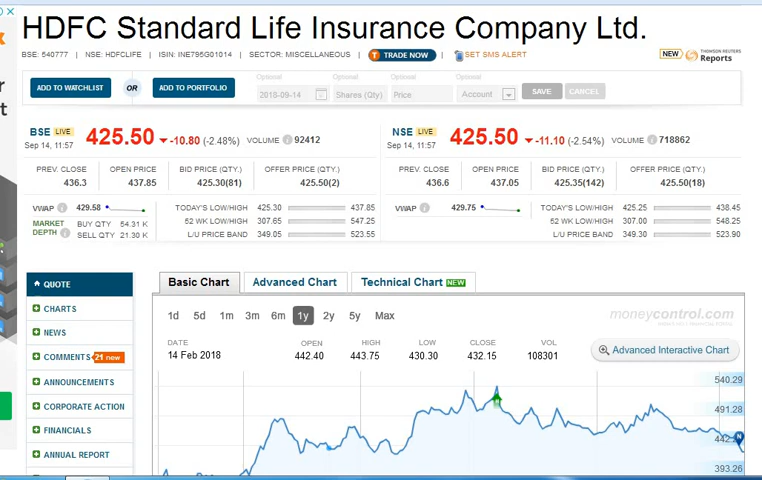 HDFC Standard Life Insurance Company Ltd.
BSE: 540777 | NSE: HDFCLIFE | ISIN: INE795G01014 | SECTOR: MISCELLANEOUS | T TRADE NOW | SET SMS ALERT
NEW THOMSON REUTERS Reports
ADD TO WATCHLIST OR ADD TO PORTFOLIO
Optional Optional Optional Optional
2018-09-14 Shares (Qty) Price Account SAVE CANCEL
BSE LIVE 425.50 -10.80 (-2.48%) VOLUME 92412
Sep 14, 11:57
PREV. CLOSE OPEN PRICE BID PRICE (QTY.) OFFER PRICE (QTY.)
436.3 437.85 425.30(81) 425.50(2)
VWAP 429.58
MARKET DEPTH BUY QTY 54.31 K
SELL QTY 21.30 K
TODAY'S LOW/HIGH 425.30 437.85
52 WK LOW/HIGH 307.65 547.25
L/U PRICE BAND 349.05 523.55
NSE LIVE 425.50 -11.10 (-2.54%) VOLUME 718862
Sep 14, 11:57
PREV. CLOSE OPEN PRICE BID PRICE (QTY.) OFFER PRICE (QTY.)
436.6 437.05 425.35(142) 425.50(18)
VWAP 429.75
TODAY'S LOW/HIGH 425.25 438.45
52 WK LOW/HIGH 307.00 548.25
L/U PRICE BAND 349.30 523.90
QUOTE
CHARTS
NEWS
COMMENTS 21 new
ANNOUNCEMENTS
CORPORATE ACTION
FINANCIALS
ANNUAL REPORT
Basic Chart Advanced Chart Technical Chart NEW
1d 5d 1m 3m 6m 1y 2y 5y Max
moneycontrol.com
DATE OPEN HIGH LOW CLOSE VOL
14 Feb 2018 442.40 443.75 430.30 432.15 108301
Advanced Interactive Chart
540.29
491.28
442.2
N
393.26